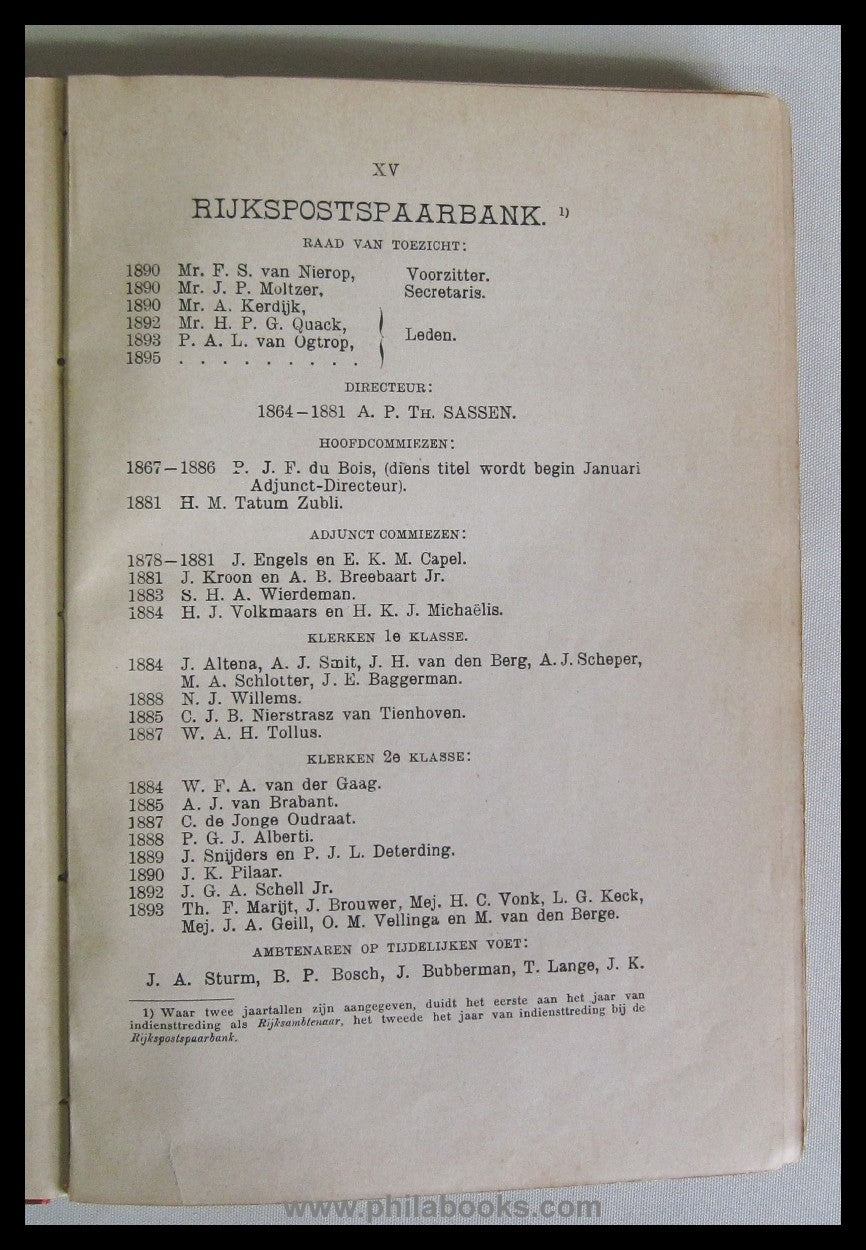 XV
RIJKSPOSTSPAARBANK. 1)
RAAD VAN TOEZICHT:
1890 Mr. F. S. van Nierop, Voorzitter.
1890 Mr. J. P. Moltzer, Secretaris.
1890 Mr. A. Kerdijk,
1892 Mr. H. P. G. Quack,
1893 P. A. L. van Ogtrop, Leden.
1895 . . . . . . . . .
DIRECTEUR:
1864–1881 A. P. TH. SASSEN.
HOOFDCOMMIEZEN:
1867–1886 P. J. F. du Bois, (diens titel wordt begin Januari
Adjunct-Directeur).
1881 H. M. Tatum Zubli.
ADJUNCT COMMIEZEN:
1878–1881 J. Engels en E. K. M. Capel.
1881 J. Kroon en A. B. Breebaart Jr.
1883 S. H. A. Wierdeman.
1884 H. J. Volkmaars en H. K. J. Michaëlis.
KLERKEN 1e KLASSE.
1884 J. Altena, A. J. Smit, J. H. van den Berg, A. J. Scheper,
M. A. Schlotter, J. E. Baggerman.
1888 N. J. Willems.
1885 C. J. B. Nierstrasz van Tienhoven.
1887 W. A. H. Tollus.
KLERKEN 2e KLASSE:
1884 W. F. A. van der Gaag.
1885 A. J. van Brabant.
1887 C. de Jonge Oudraat.
1888 P. G. J. Alberti.
1889 J. Snijders en P. J. L. Deterding.
1890 J. K. Pilaar.
1892 J. G. A. Schell Jr.
1893 Th. F. Marijt, J. Brouwer, Mej. H. C. Vonk, L. G. Keck,
Mej. J. A. Geill, O. M. Vellinga en M. van den Berge.
AMBTENAREN OP TIJDELIJKEN VOET:
J. A. Sturm, B. P. Bosch, J. Bubberman, T. Lange, J. K.
1) Waar twee jaartallen zijn aangegeven, duidt het eerste aan het jaar van
indiensttreding als Rijksambtenaar, het tweede het jaar van indiensttreding bij de
Rijkspostspaarbank.
www.philabooks.com